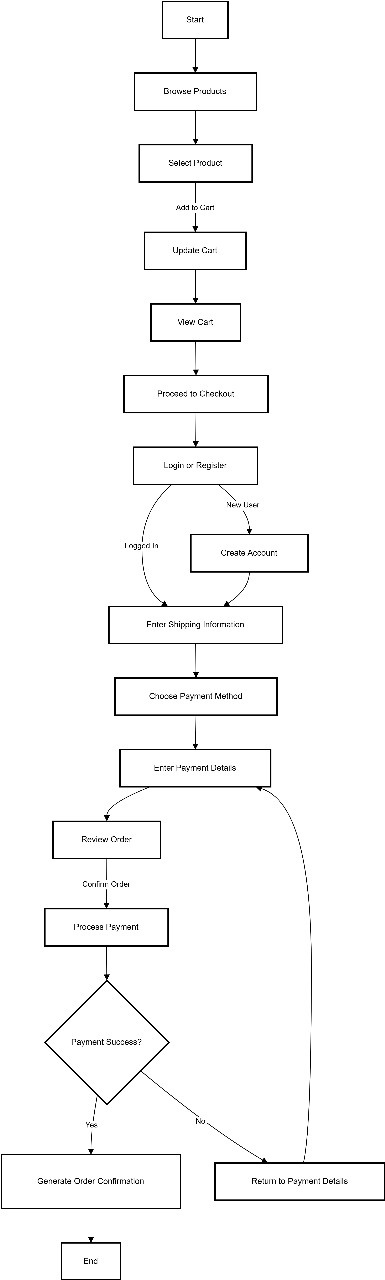 Start
Browse Products
Select Product
Add to Cart
Update Cart
View Cart
Proceed to Checkout
Login or Register
New User
Logged In
Create Account
Enter Shipping Information
Choose Payment Method
Enter Payment Details
Review Order
Confirm Order
Process Payment
Payment Success?
Yes
No
Generate Order Confirmation
Return to Payment Details
End